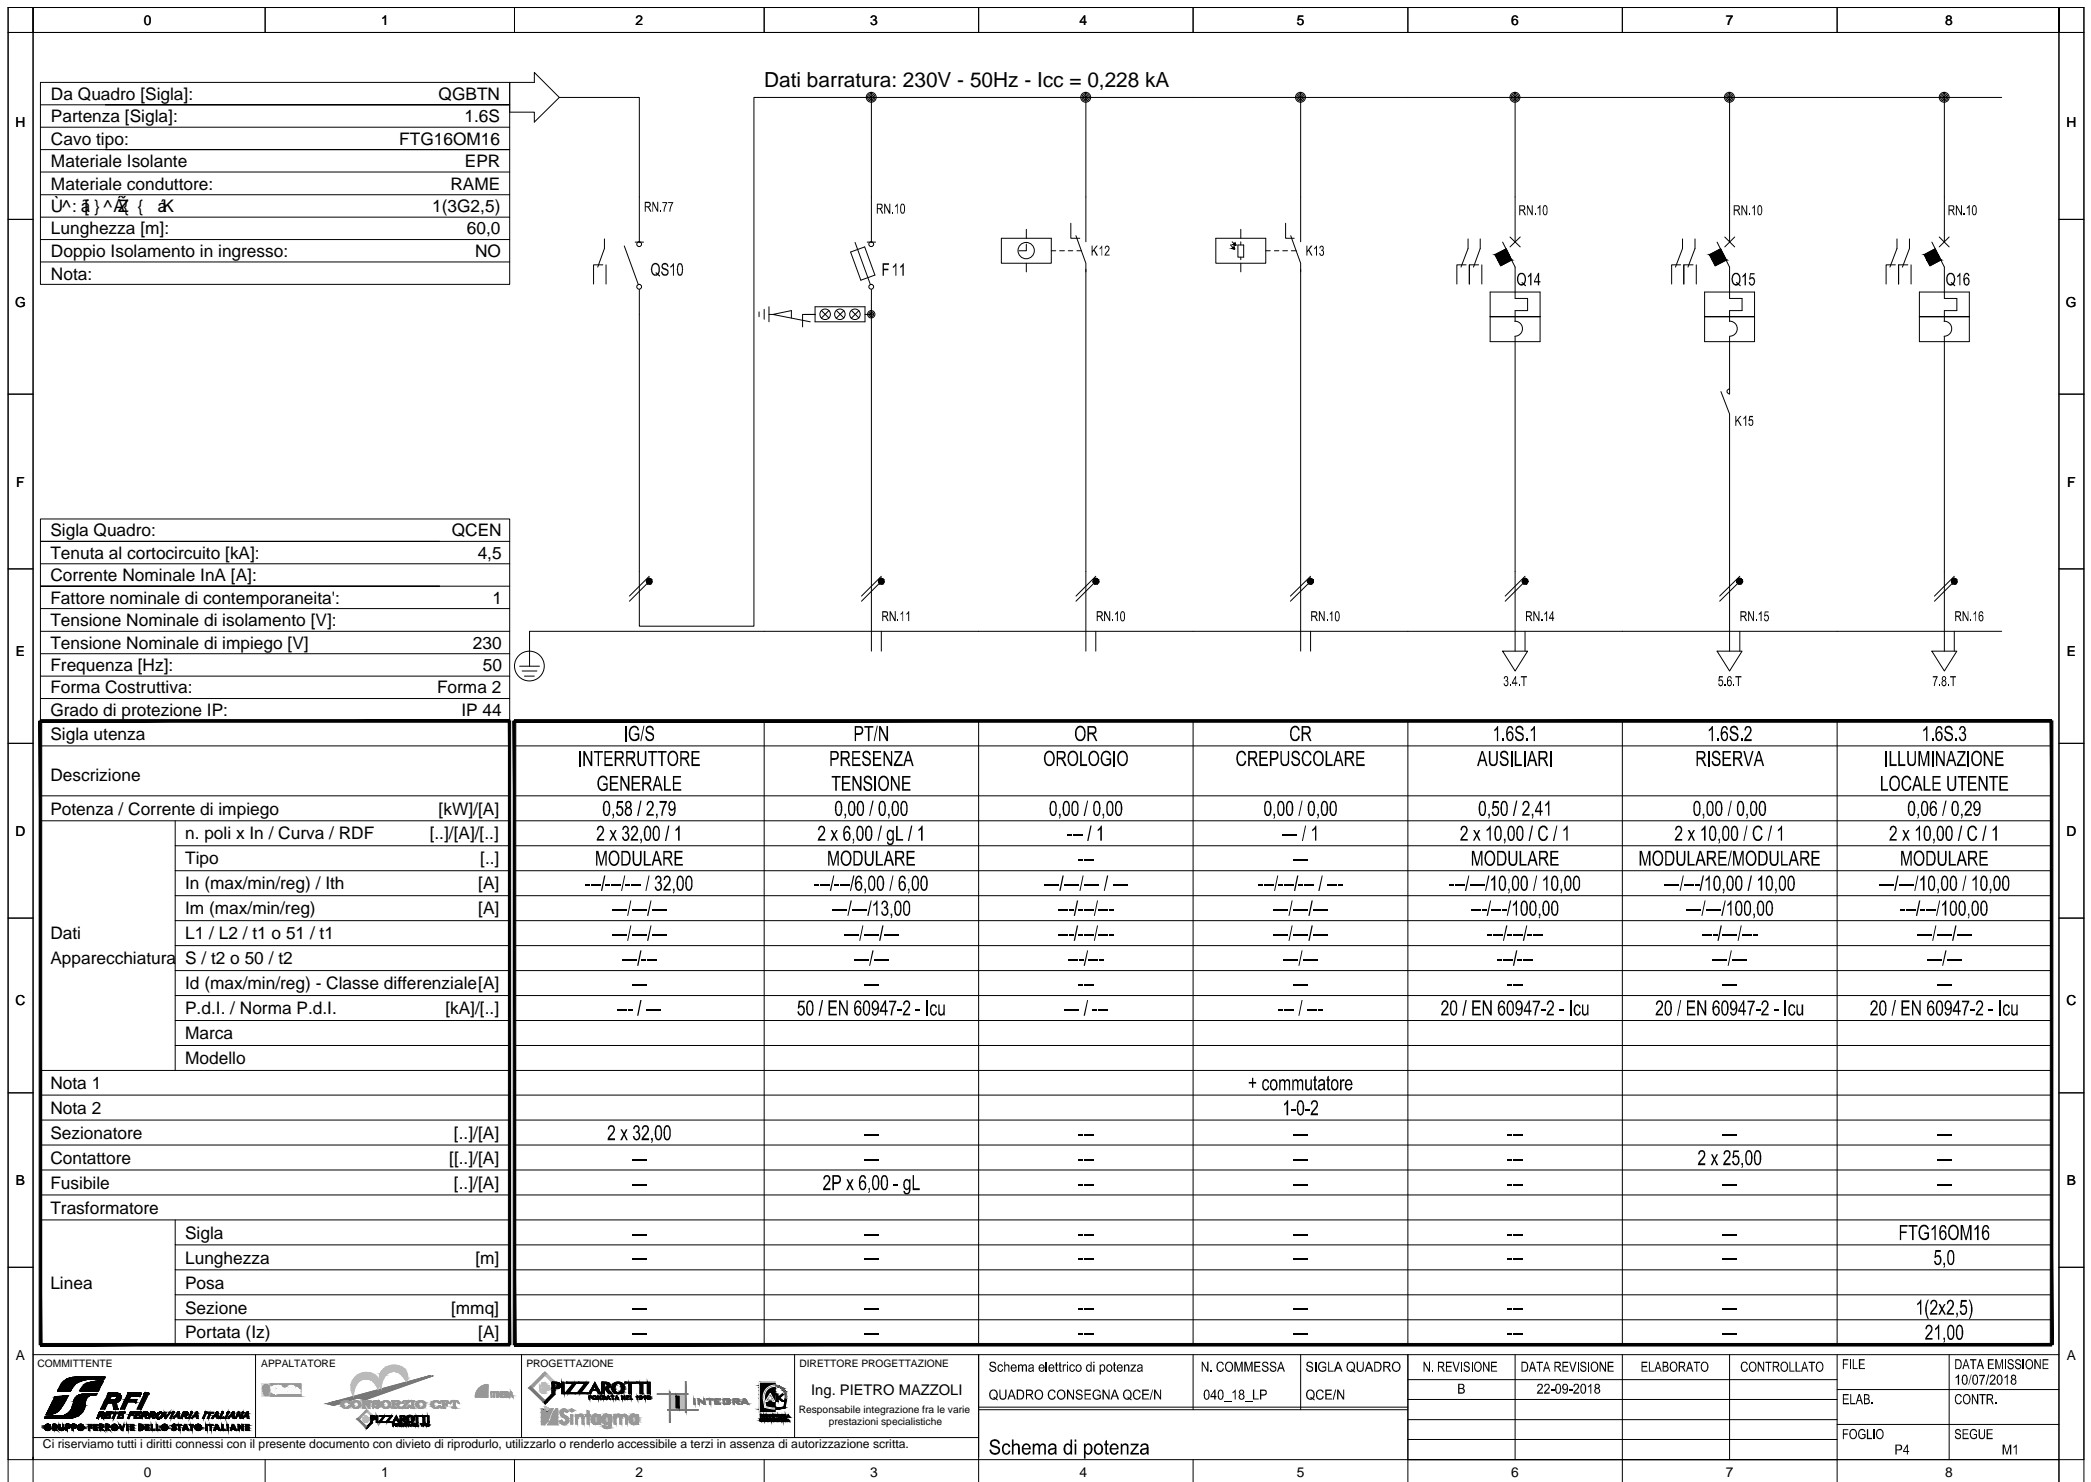 0 1 2 3 4 5 6 7 8
Dati barratura: 230V - 50Hz - Icc = 0,228 kA
H H
Da Quadro [Sigla]: QGBTN
Partenza [Sigla]: 1.6S
Cavo tipo: FTG16OM16
Materiale Isolante EPR
Materiale conduttore: RAME
1(3G2,5)
Lunghezza [m]: 60,0
Doppio Isolamento in ingresso: NO
Nota:
RN.77 RN.10 RN.10 RN.10 RN.10
QS10 F11 K12 K13 Q14 Q15 Q16
G G
K15
F F
Sigla Quadro: QCEN
Tenuta al cortocircuito [kA]: 4,5
Corrente Nominale InA [A]:
Fattore nominale di contemporaneita': 1
Tensione Nominale di isolamento [V]:
Tensione Nominale di impiego [V] 230
Frequenza [Hz]: 50
Forma Costruttiva: Forma 2
Grado di protezione IP: IP 44
RN.11 RN.10 RN.10 RN.14 RN.15 RN.16
E E
3.4.T 5.6.T 7.8.T
Sigla utenza IG/S PT/N OR CR 1.6S.1 1.6S.2 1.6S.3
Descrizione INTERRUTTORE GENERALE PRESENZA TENSIONE OROLOGIO CREPUSCOLARE AUSILIARI RISERVA ILLUMINAZIONE LOCALE UTENTE
Potenza / Corrente di impiego [kW]/[A] 0,58 / 2,79 0,00 / 0,00 0,00 / 0,00 0,00 / 0,00 0,50 / 2,41 0,00 / 0,00 0,06 / 0,29
D D
Dati Apparecchiatura
n. poli x In / Curva / RDF [..]/[A]/[..] 2 x 32,00 / 1 2 x 6,00 / gL / 1 --- / 1 --- / 1 2 x 10,00 / C / 1 2 x 10,00 / C / 1 2 x 10,00 / C / 1
Tipo [..] MODULARE MODULARE --- --- MODULARE MODULARE/MODULARE MODULARE
In (max/min/reg) / Ith [A] ---/---/--- / 32,00 ---/---/6,00 / 6,00 ---/---/--- / --- ---/---/--- / --- ---/---/10,00 / 10,00 ---/---/10,00 / 10,00 ---/---/10,00 / 10,00
Im (max/min/reg) [A] ---/---/--- ---/---/13,00 ---/---/--- ---/---/--- ---/---/100,00 ---/---/100,00 ---/---/100,00
L1 / L2 / t1 o 51 / t1 ---/---/--- ---/---/--- ---/---/--- ---/---/--- ---/---/--- ---/---/--- ---/---/---
S / t2 o 50 / t2 ---/--- ---/--- ---/--- ---/--- ---/--- ---/--- ---/---
Id (max/min/reg) - Classe differenziale[A] --- --- --- --- --- --- ---
C C
P.d.I. / Norma P.d.I. [kA]/[..] --- / --- 50 / EN 60947-2 - Icu --- / --- --- / --- 20 / EN 60947-2 - Icu 20 / EN 60947-2 - Icu 20 / EN 60947-2 - Icu
Marca
Modello
Nota 1 + commutatore
Nota 2 1-0-2
Sezionatore [..]/[A] 2 x 32,00 --- --- --- --- --- ---
Contattore [[..]/[A] --- --- --- --- --- 2 x 25,00 ---
B B
Fusibile [..]/[A] --- 2P x 6,00 - gL --- --- --- --- ---
Trasformatore
Linea
Sigla --- --- --- --- --- --- FTG16OM16
Lunghezza [m] --- --- --- --- --- --- 5,0
Posa
Sezione [mmq] --- --- --- --- --- --- 1(2x2,5)
Portata (Iz) [A] --- --- --- --- --- --- 21,00
A A
COMMITTENTE
RFI
RETE FERROVIARIA ITALIANA
GRUPPO FERROVIE DELLO STATO ITALIANE
APPALTATORE
CONSORZIO CFT
PIZZAROTTI
PROGETTAZIONE
PIZZAROTTI
FONDATA NEL 1910
Sintagma
INTEGRA
DIRETTORE PROGETTAZIONE
Ing. PIETRO MAZZOLI
Responsabile integrazione fra le varie
prestazioni specialistiche
Ci riserviamo tutti i diritti connessi con il presente documento con divieto di riprodurlo, utilizzarlo o renderlo accessibile a terzi in assenza di autorizzazione scritta.
Schema elettrico di potenza
QUADRO CONSEGNA QCE/N
Schema di potenza
N. COMMESSA
040_18_LP
SIGLA QUADRO
QCE/N
N. REVISIONE DATA REVISIONE ELABORATO CONTROLLATO
B 22-09-2018
FILE
DATA EMISSIONE
10/07/2018
ELAB. CONTR.
FOGLIO
P4
SEGUE
M1
0 1 2 3 4 5 6 7 8